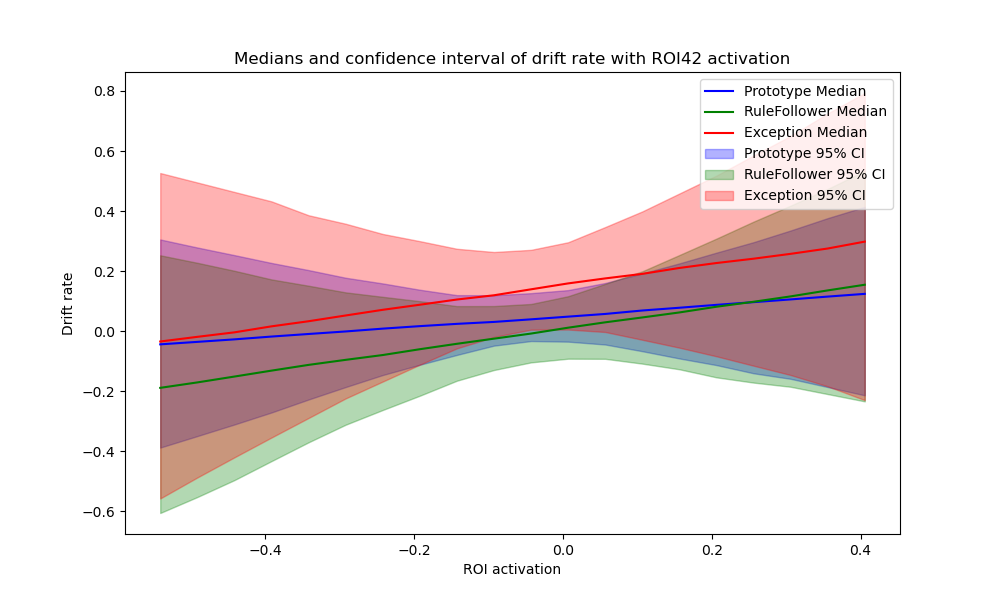 Medians and confidence interval of drift rate with ROI42 activation
Prototype Median
RuleFollower Median
Exception Median
Prototype 95% CI
RuleFollower 95% CI
Exception 95% CI
Drift rate
0.8
0.6
0.4
0.2
0.0
−0.2
−0.4
−0.6
−0.4
−0.2
0.0
0.2
0.4
ROI activation